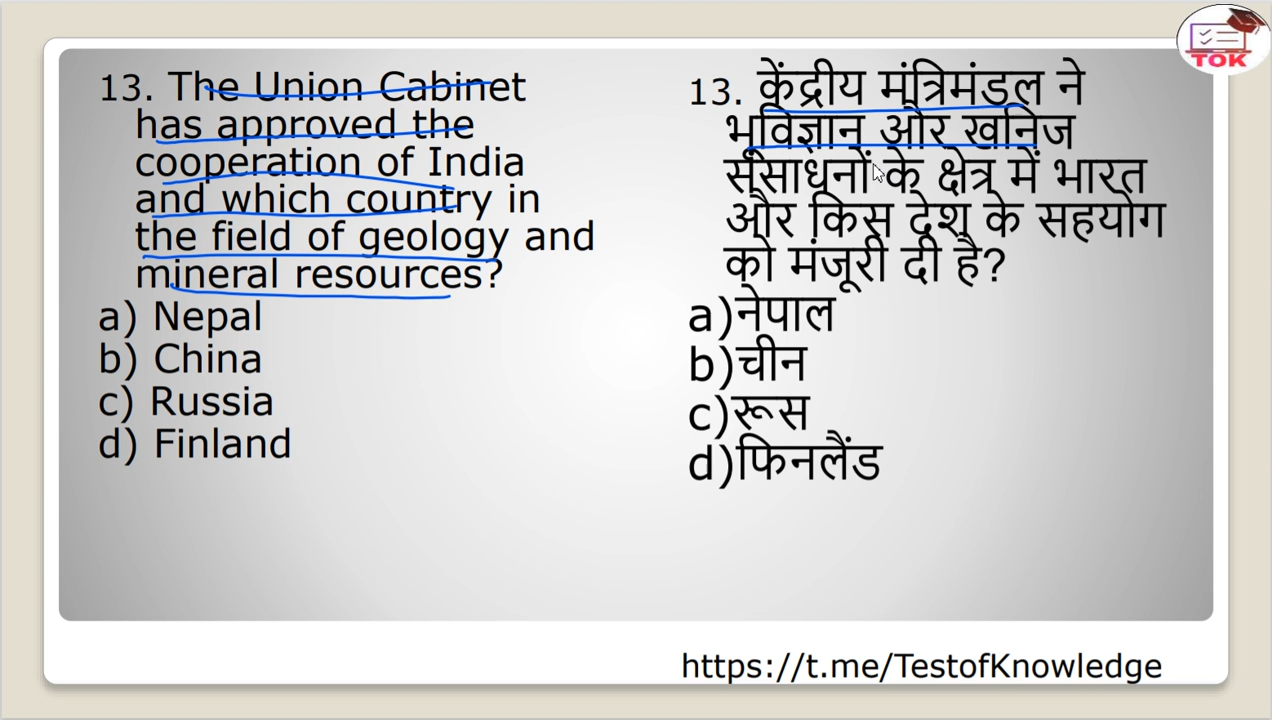 13. The Union Cabinet
has approved the
cooperation of India
and which country in
the field of geology and
mineral resources?
a) Nepal
b) China
c) Russia
d) Finland
13. केंद्रीय मंत्रिमंडल ने
भूविज्ञान और खनिज
संसाधनों के क्षेत्र में भारत
और किस देश के सहयोग
को मंजूरी दी है?
a)नेपाल
b)चीन
c)रूस
d)फिनलैंड
TOK
https://t.me/TestofKnowledge